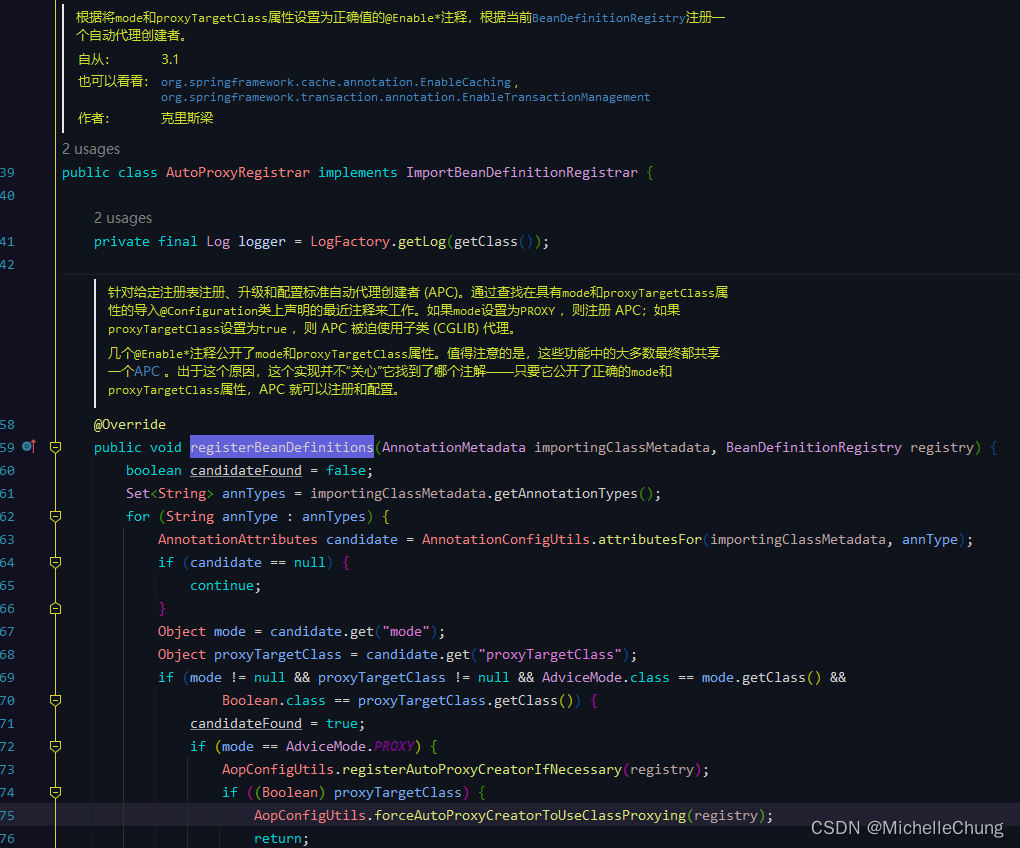 根据将mode和proxyTargetClass属性设置为正确值的@Enable*注释，根据当前BeanDefinitionRegistry注册一
个自动代理创建者。
自从： 3.1
也可以看看： org.springframework.cache.annotation.EnableCaching ,
org.springframework.transaction.annotation.EnableTransactionManagement
作者： 克里斯梁
2 usages
39 public class AutoProxyRegistrar implements ImportBeanDefinitionRegistrar {
40
2 usages
41 private final Log logger = LogFactory.getLog(getClass());
42
针对给定注册表注册、升级和配置标准自动代理创建者 (APC)。通过查找在具有mode和proxyTargetClass属
性的导入@Configuration类上声明的最近注释来工作。如果mode设置为PROXY ，则注册 APC；如果
proxyTargetClass设置为true ，则 APC 被迫使用子类 (CGLIB) 代理。
几个@Enable*注释公开了mode和proxyTargetClass属性。值得注意的是，这些功能中的大多数最终都共享
一个APC 。出于这个原因，这个实现并不“关心”它找到了哪个注解——只要它公开了正确的mode和
proxyTargetClass属性，APC 就可以注册和配置。
58 @Override
59 public void registerBeanDefinitions(AnnotationMetadata importingClassMetadata, BeanDefinitionRegistry registry) {
60 boolean candidateFound = false;
61 Set<String> annTypes = importingClassMetadata.getAnnotationTypes();
62 for (String annType : annTypes) {
63 AnnotationAttributes candidate = AnnotationConfigUtils.attributesFor(importingClassMetadata, annType);
64 if (candidate == null) {
65 continue;
66 }
67 Object mode = candidate.get("mode");
68 Object proxyTargetClass = candidate.get("proxyTargetClass");
69 if (mode != null && proxyTargetClass != null && AdviceMode.class == mode.getClass() &&
70 Boolean.class == proxyTargetClass.getClass()) {
71 candidateFound = true;
72 if (mode == AdviceMode.PROXY) {
73 AopConfigUtils.registerAutoProxyCreatorIfNecessary(registry);
74 if ((Boolean) proxyTargetClass) {
75 AopConfigUtils.forceAutoProxyCreatorToUseClassProxying(registry);
76 return;
CSDN @MichelleChung